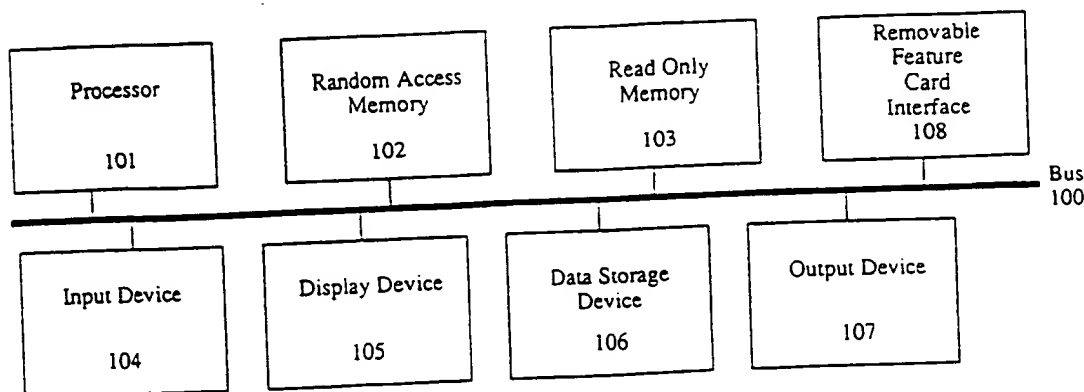 Processor
101
Random Access
Memory
102
Read Only
Memory
103
Removable
Feature
Card
Interface
108
Bus
100
Input Device
104
Display Device
105
Data Storage
Device
106
Output Device
107